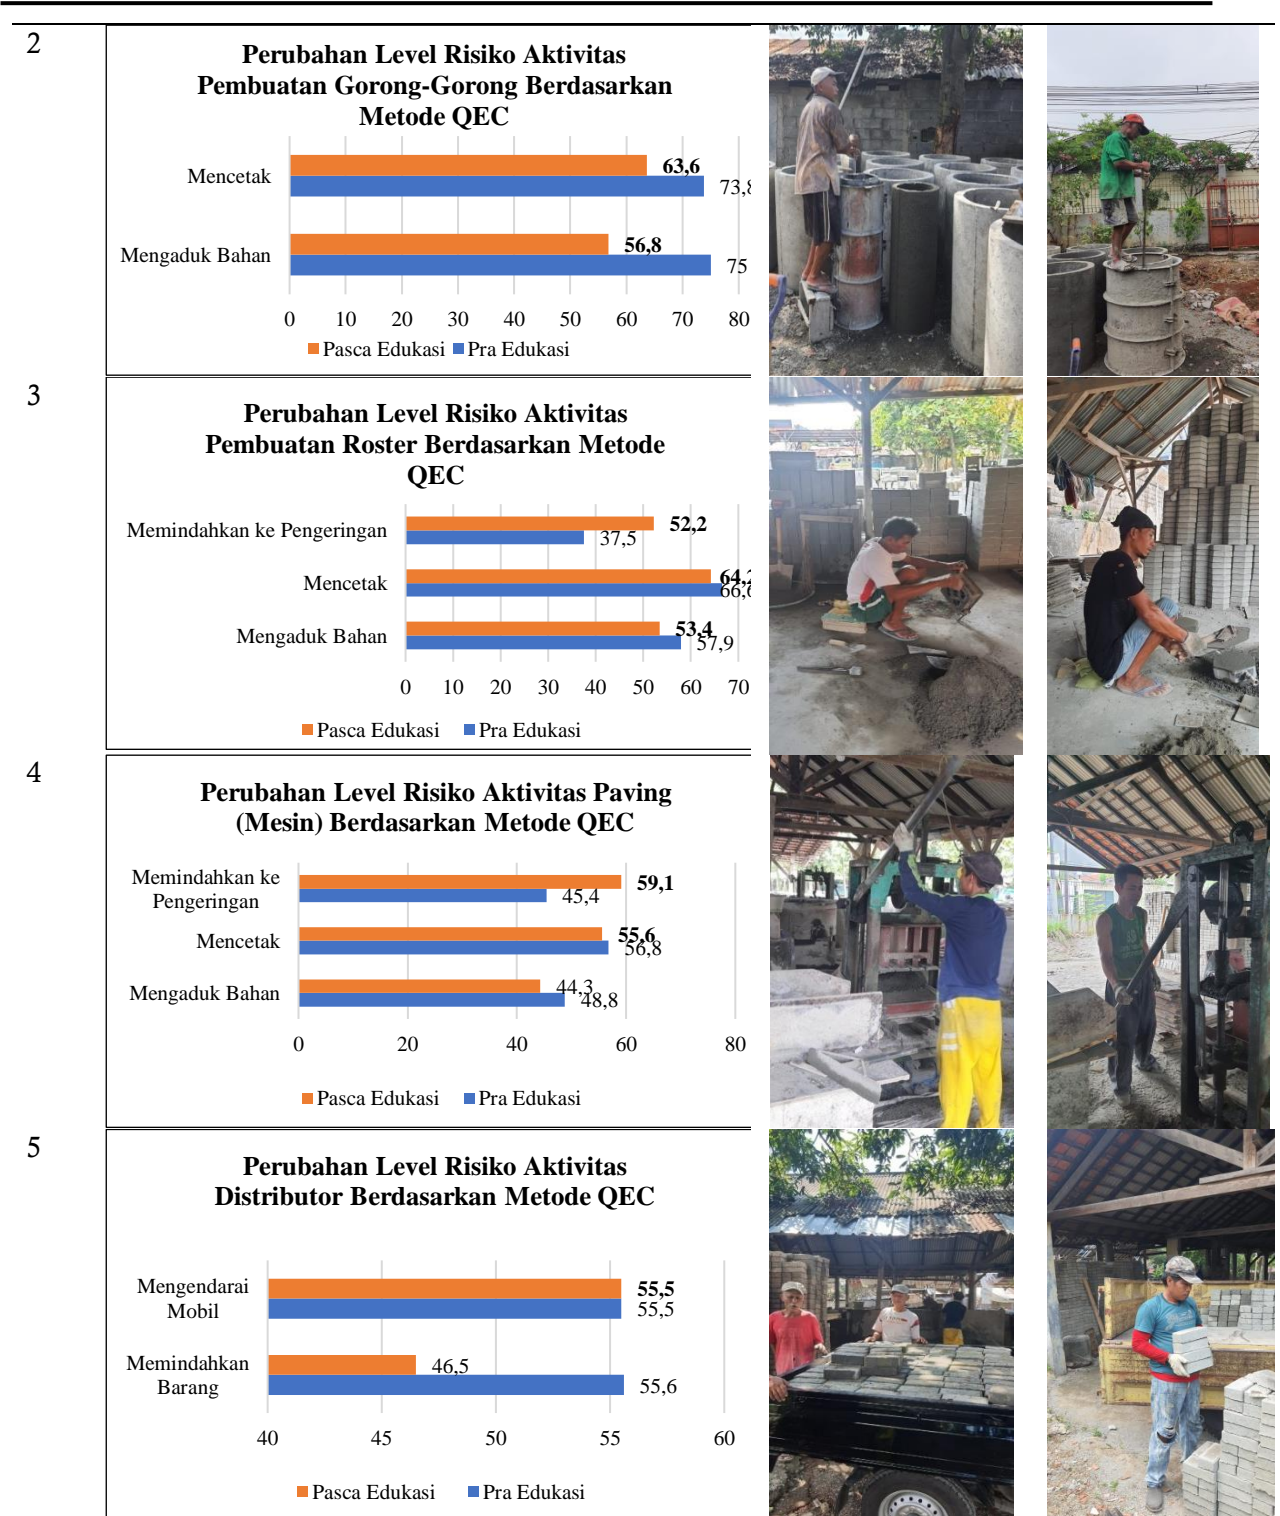 2
Perubahan Level Risiko Aktivitas
Pembuatan Gorong-Gorong Berdasarkan
Metode QEC
Mencetak
63,6
73,8
Mengaduk Bahan
56,8
75
0 10 20 30 40 50 60 70 80
Pasca Edukasi Pra Edukasi
3
Perubahan Level Risiko Aktivitas
Pembuatan Roster Berdasarkan Metode
QEC
Memindahkan ke Pengeringan
52,2
37,5
Mencetak
64,2
66,6
Mengaduk Bahan
53,4
57,9
0 10 20 30 40 50 60 70
Pasca Edukasi Pra Edukasi
4
Perubahan Level Risiko Aktivitas Paving
(Mesin) Berdasarkan Metode QEC
Memindahkan ke
Pengeringan
59,1
45,4
Mencetak
55,6
56,8
Mengaduk Bahan
44,3
48,8
0 20 40 60 80
Pasca Edukasi Pra Edukasi
5
Perubahan Level Risiko Aktivitas
Distributor Berdasarkan Metode QEC
Mengendarai
Mobil
55,5
55,5
Memindahkan
Barang
46,5
55,6
40 45 50 55 60
Pasca Edukasi Pra Edukasi